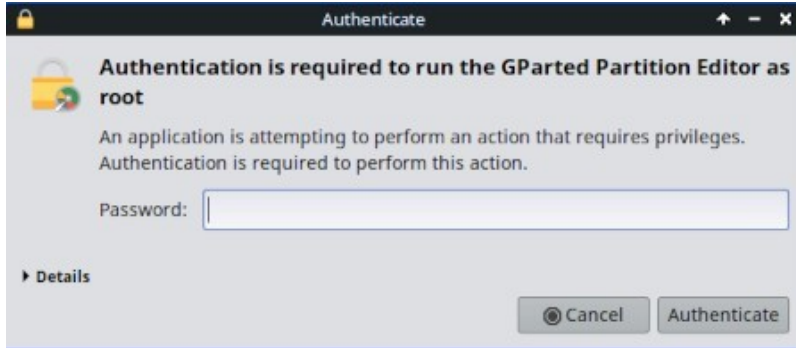 Authenticate
Authentication is required to run the GParted Partition Editor as
root
An application is attempting to perform an action that requires privileges.
Authentication is required to perform this action.
Password:
Details
Cancel
Authenticate